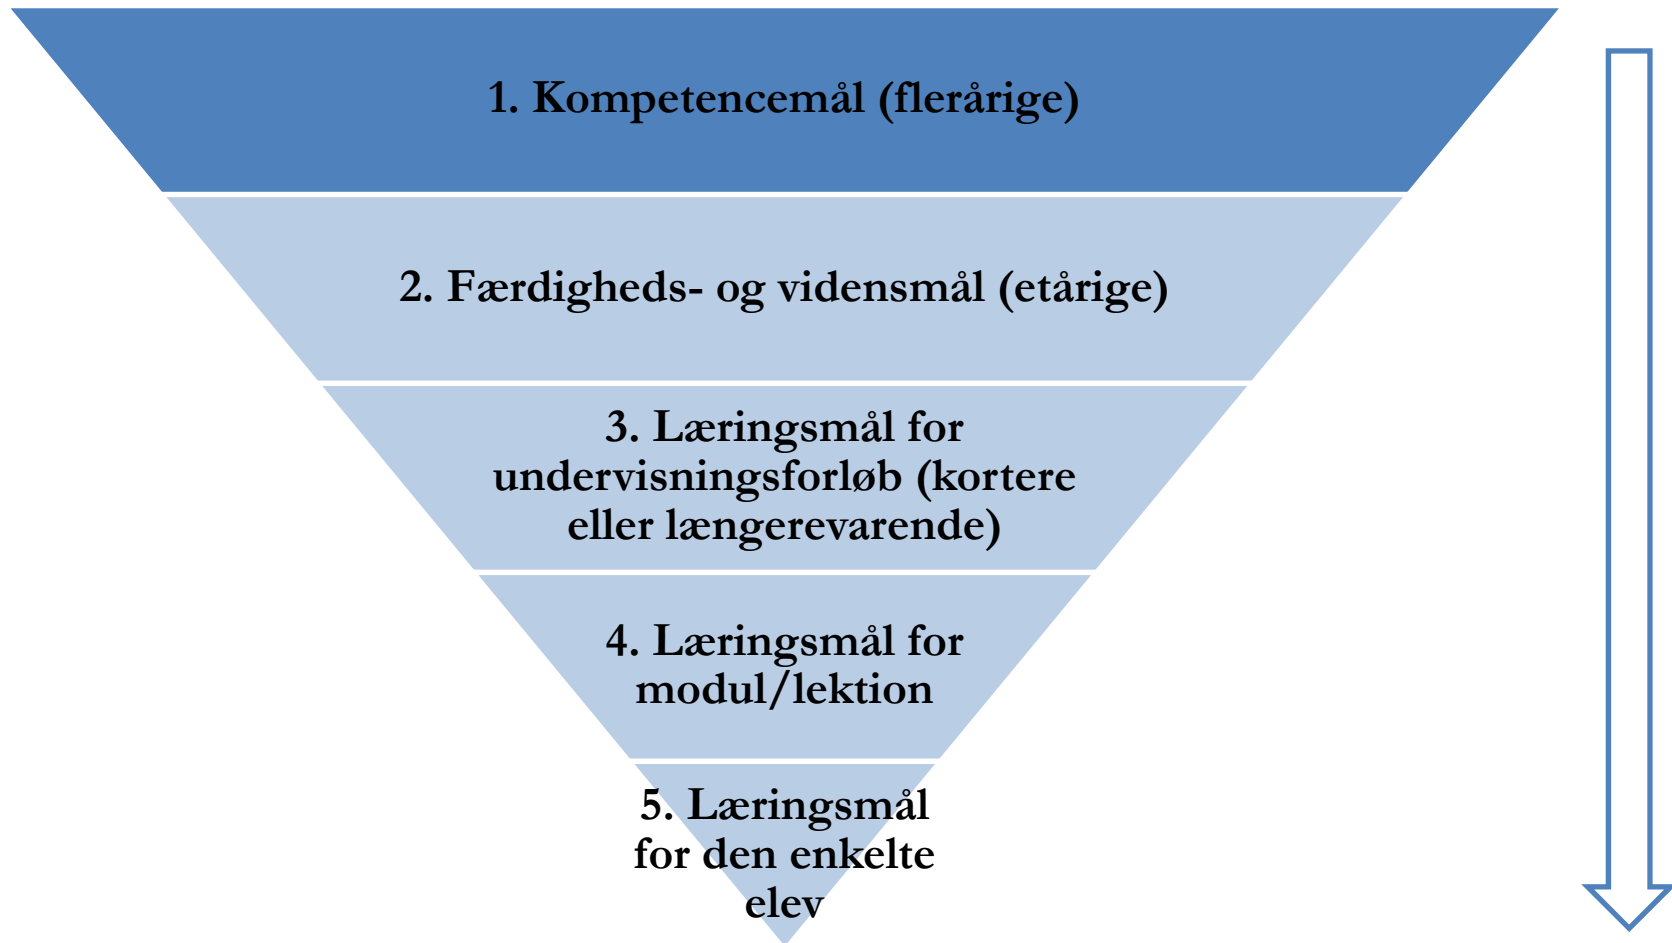 1. Kompetencemål (flerårige)
2. Færdigheds- og vidensmål (etårige)
3. Læringsmål for
undervisningsforløb (kortere
eller længerevarende)
4. Læringsmål for
modul/lektion
5. Læringsmål
for den enkelte
elev